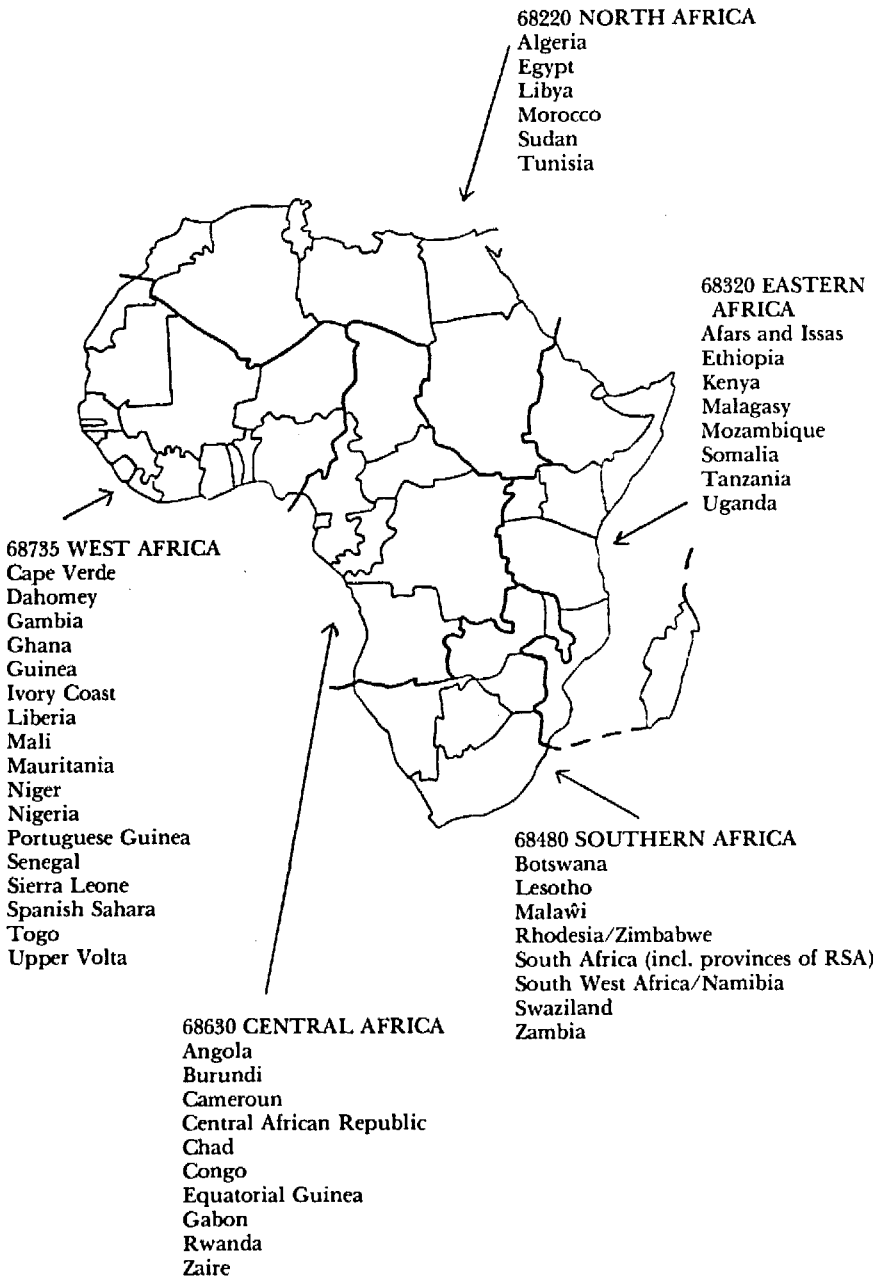 68220 NORTH AFRICA
Algeria
Egypt
Libya
Morocco
Sudan
Tunisia
68320 EASTERN
AFRICA
Afars and Issas
Ethiopia
Kenya
Malagasy
Mozambique
Somalia
Tanzania
Uganda
68735 WEST AFRICA
Cape Verde
Dahomey
Gambia
Ghana
Guinea
Ivory Coast
Liberia
Mali
Mauritania
Niger
Nigeria
Portuguese Guinea
Senegal
Sierra Leone
Spanish Sahara
Togo
Upper Volta
68480 SOUTHERN AFRICA
Botswana
Lesotho
Malaŵi
Rhodesia/Zimbabwe
South Africa (incl. provinces of RSA)
South West Africa/Namibia
Swaziland
Zambia
68630 CENTRAL AFRICA
Angola
Burundi
Cameroun
Central African Republic
Chad
Congo
Equatorial Guinea
Gabon
Rwanda
Zaire